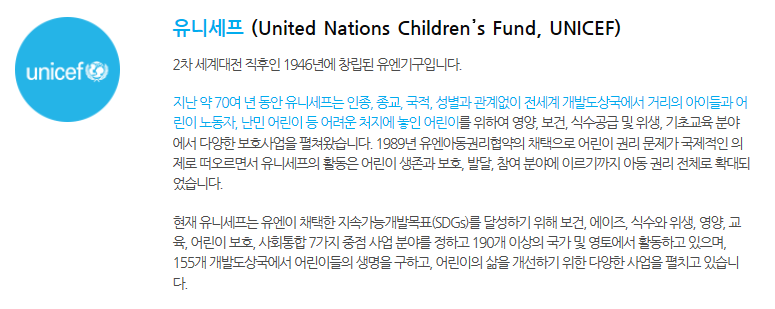 unicef
유니세프 (United Nations Children's Fund, UNICEF)
2차 세계대전 직후인 1946년에 창립된 유엔기구입니다.
지난 약 70여 년 동안 유니세프는 인종, 종교, 국적, 성별과 관계없이 전세계 개발도상국에서 거리의 아이들과 어
린이 노동자, 난민 어린이 등 어려운 처지에 놓인 어린이를 위하여 영양, 보건, 식수공급 및 위생, 기초교육 분야
에서 다양한 보호사업을 펼쳐왔습니다. 1989년 유엔아동권리협약의 채택으로 어린이 권리 문제가 국제적인 의
제로 떠오르면서 유니세프의 활동은 어린이 생존과 보호, 발달, 참여 분야에 이르기까지 아동 권리 전체로 확대되
었습니다.
현재 유니세프는 유엔이 채택한 지속가능개발목표(SDGs)를 달성하기 위해 보건, 에이즈, 식수와 위생, 영양, 교
육, 어린이 보호, 사회통합 7가지 중점 사업 분야를 정하고 190개 이상의 국가 및 영토에서 활동하고 있으며,
155개 개발도상국에서 어린이들의 생명을 구하고, 어린이의 삶을 개선하기 위한 다양한 사업을 펼치고 있습니
다.